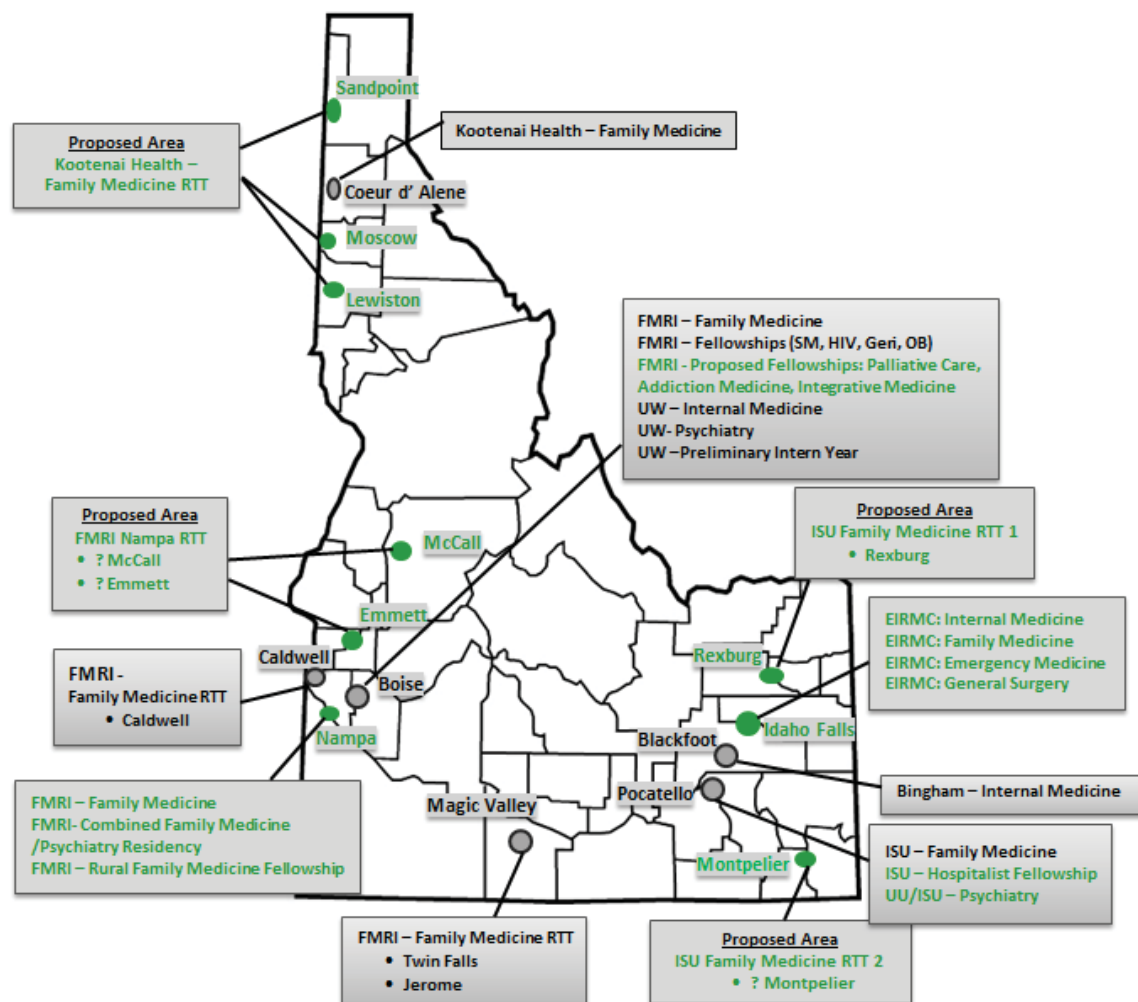 Sandpoint
Kootenai Health – Family Medicine
Proposed Area
Kootenai Health –
Family Medicine RTT
Coeur d' Alene
Moscow
Lewiston
FMRI – Family Medicine
FMRI – Fellowships (SM, HIV, Geri, OB)
FMRI - Proposed Fellowships: Palliative Care,
Addiction Medicine, Integrative Medicine
UW – Internal Medicine
UW- Psychiatry
UW –Preliminary Intern Year
Proposed Area
FMRI Nampa RTT
• ? McCall
• ? Emmett
McCall
Proposed Area
ISU Family Medicine RTT 1
• Rexburg
Emmett
EIRMC: Internal Medicine
EIRMC: Family Medicine
EIRMC: Emergency Medicine
EIRMC: General Surgery
Caldwell
Rexburg
FMRI -
Family Medicine RTT
• Caldwell
Boise
Nampa
Idaho Falls
Blackfoot
Bingham – Internal Medicine
FMRI – Family Medicine
FMRI- Combined Family Medicine
/Psychiatry Residency
FMRI – Rural Family Medicine Fellowship
Magic Valley
Pocatello
Montpelier
ISU – Family Medicine
ISU – Hospitalist Fellowship
UU/ISU – Psychiatry
FMRI – Family Medicine RTT
• Twin Falls
• Jerome
Proposed Area
ISU Family Medicine RTT 2
• ? Montpelier